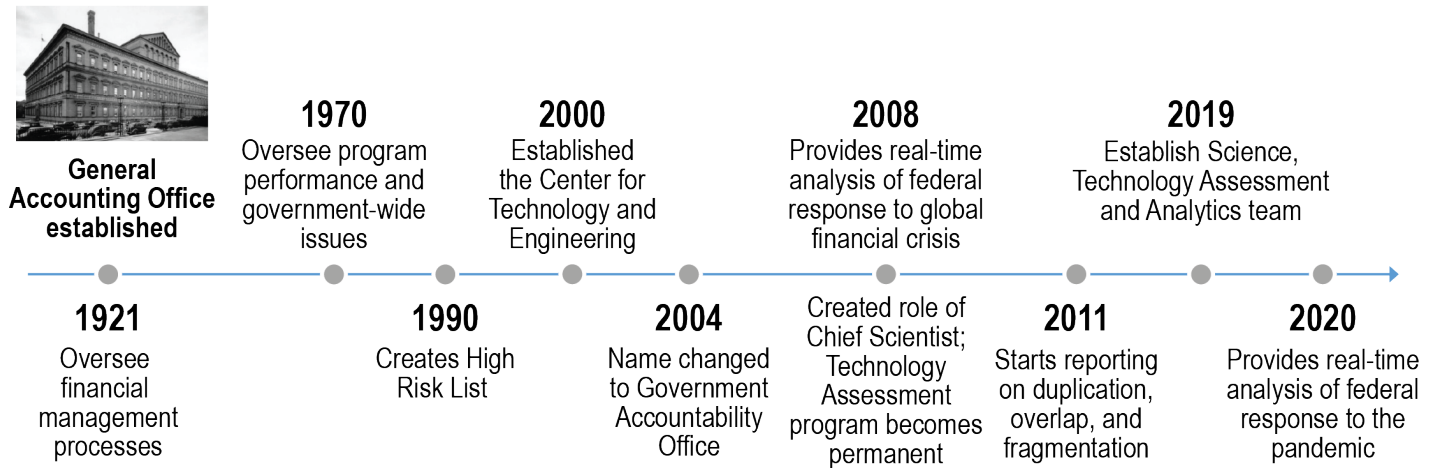 General
Accounting Office
established
1921
Oversee
financial
management
processes
1970
Oversee program
performance and
government-wide
issues
1990
Creates High
Risk List
2000
Established
the Center for
Technology and
Engineering
2004
Name changed
to Government
Accountability
Office
2008
Provides real-time
analysis of federal
response to global
financial crisis
Created role of
Chief Scientist;
Technology
Assessment
program becomes
permanent
2011
Starts reporting
on duplication,
overlap, and
fragmentation
2019
Establish Science,
Technology Assessment
and Analytics team
2020
Provides real-time
analysis of federal
response to the
pandemic